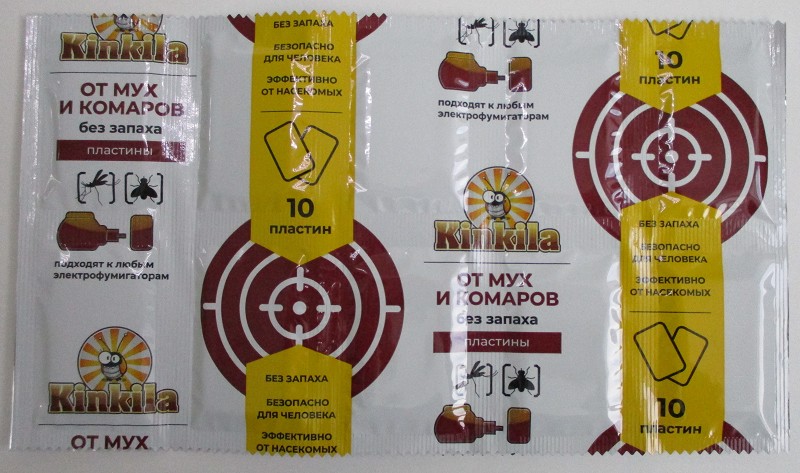 Kinkila
ОТ МУХ
И КОМАРОВ
без запаха
пластины
подходят к любым
электрофумигаторам
Kinkila
ОТ МУХ
БЕЗ ЗАПАХА
БЕЗОПАСНО
ДЛЯ ЧЕЛОВЕКА
ЭФФЕКТИВНО
ОТ НАСЕКОМЫХ
10
пластин
БЕЗ ЗАПАХА
БЕЗОПАСНО
ДЛЯ ЧЕЛОВЕКА
ЭФФЕКТИВНО
ОТ НАСЕКОМЫХ
подходят к любым
электрофумигаторам
Kinkila
ОТ МУХ
И КОМАРОВ
без запаха
пластины
10
пластин
БЕЗ ЗАПАХА
БЕЗОПАСНО
ДЛЯ ЧЕЛОВЕКА
ЭФФЕКТИВНО
ОТ НАСЕКОМЫХ
10
пластин